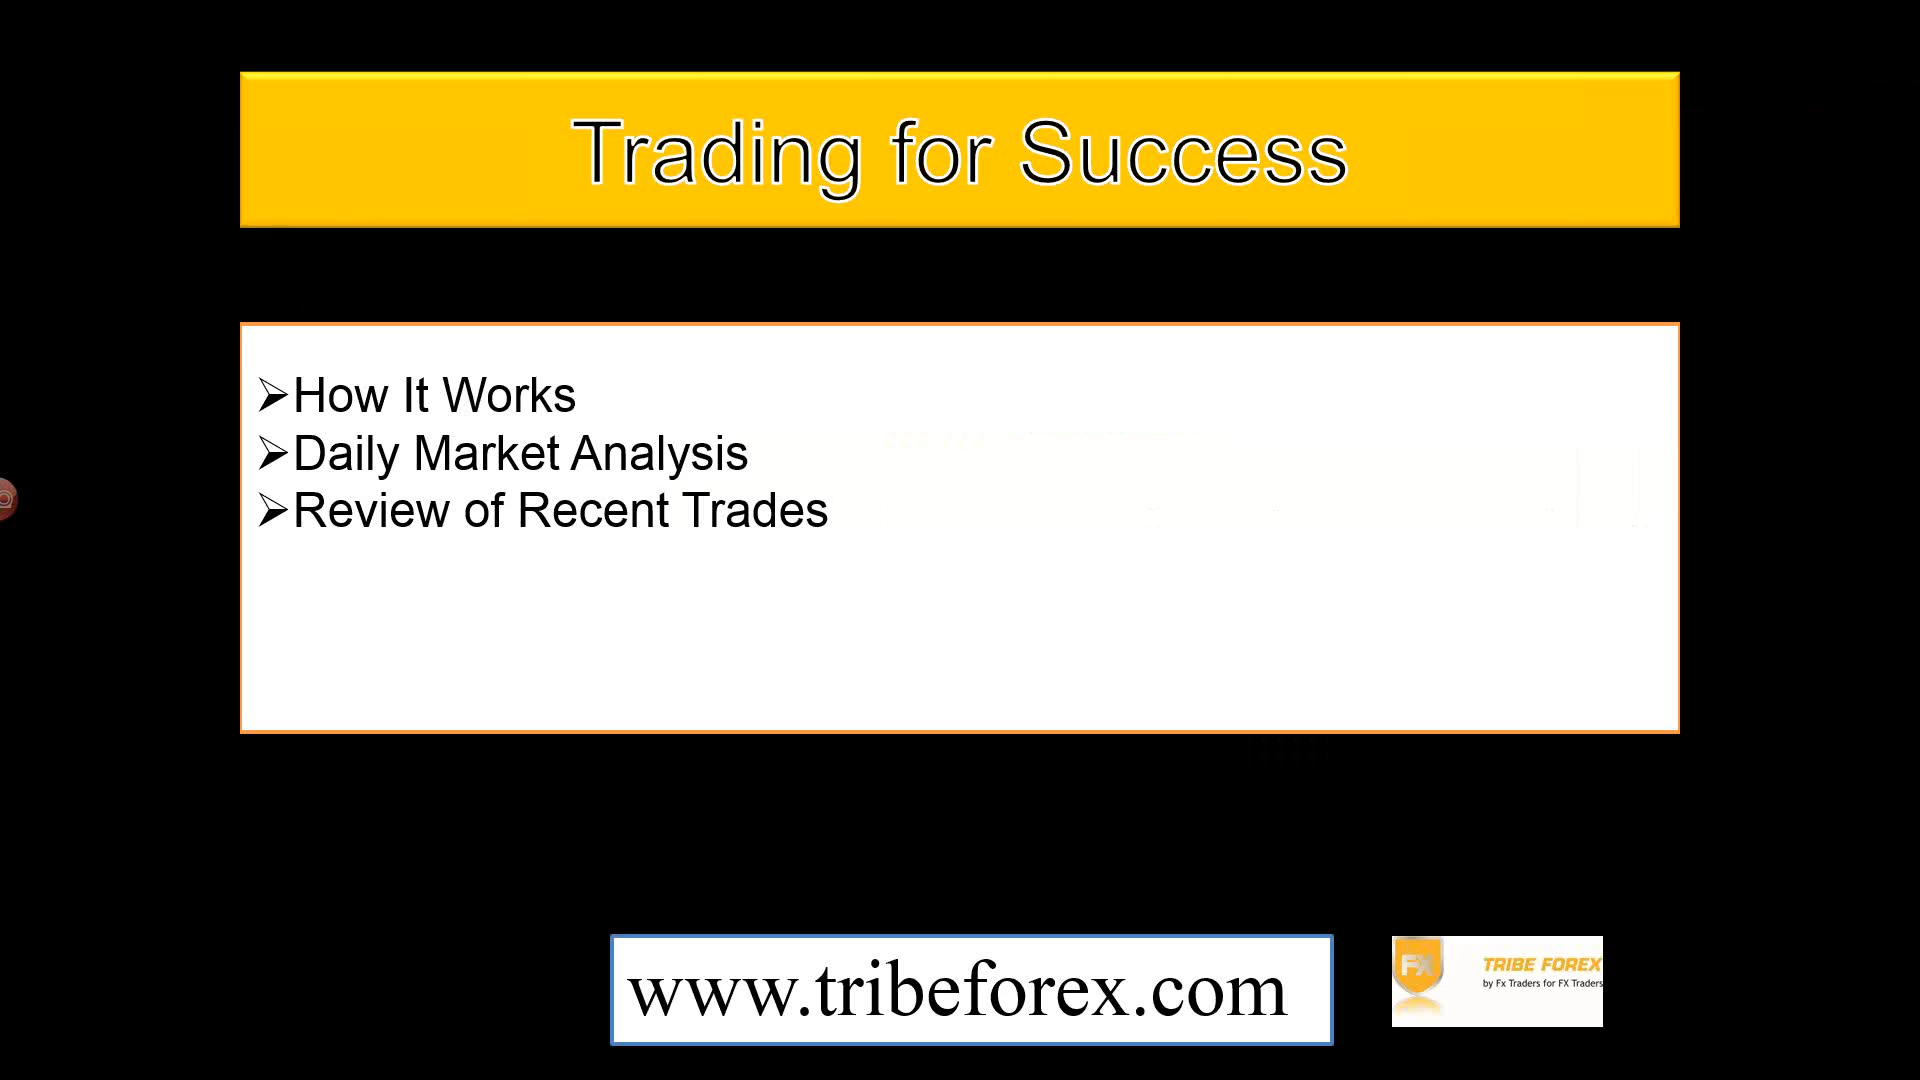 Trading for Success
➢How It Works
➢Daily Market Analysis
➢Review of Recent Trades
www.tribeforex.com
FX
TRIBE FOREX
by Fx Traders for FX Traders